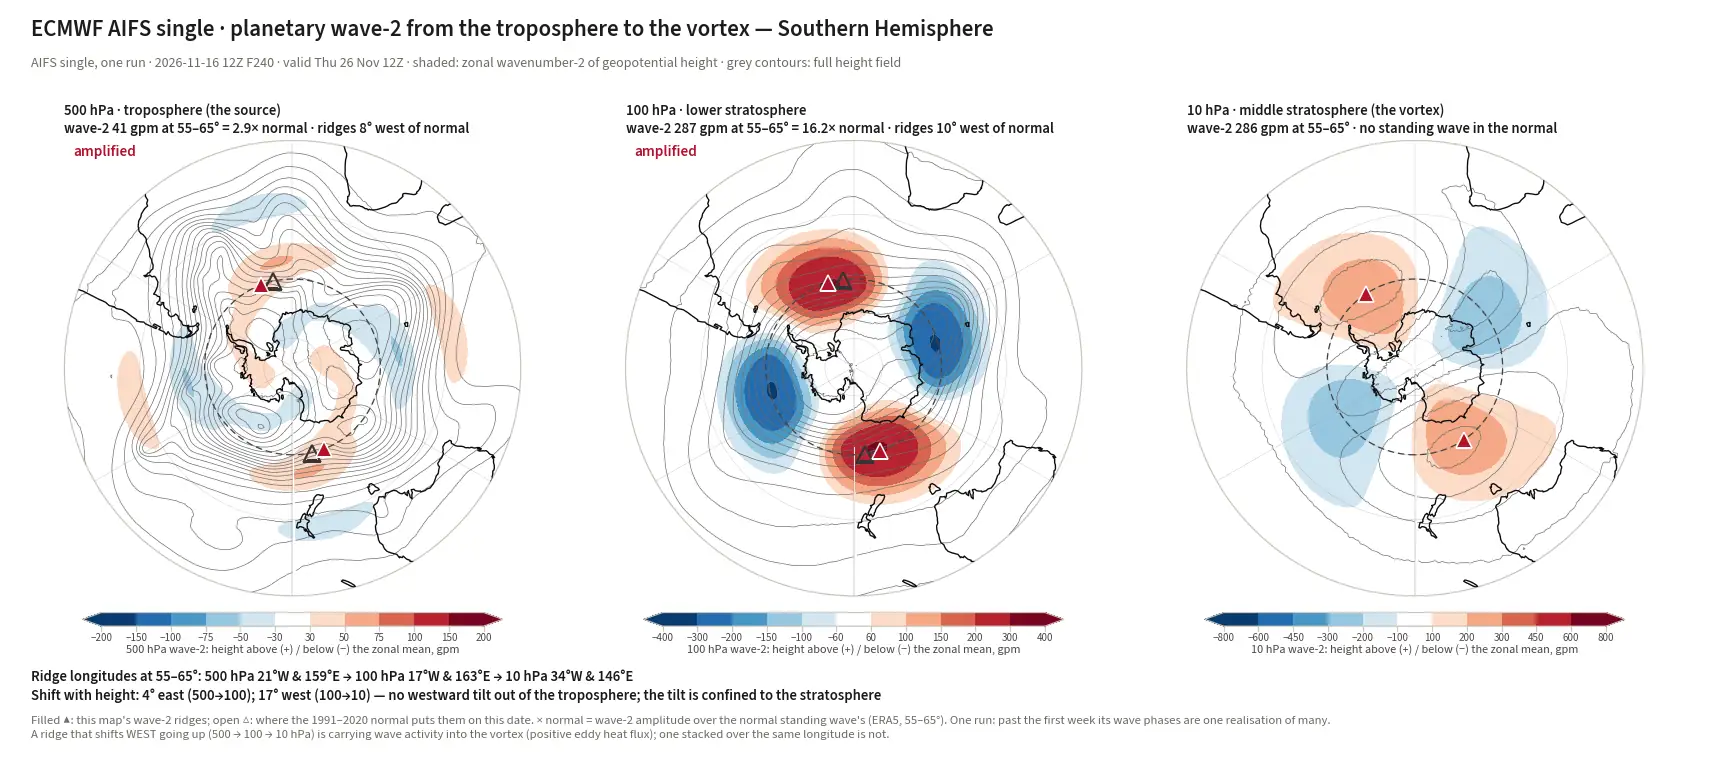 ECMWF AIFS single · planetary wave-2 from the troposphere to the vortex — Southern Hemisphere
AIFS single, one run · 2026-11-16 12Z F240 · valid Thu 26 Nov 12Z · shaded: zonal wavenumber-2 of geopotential height · grey contours: full height field
500 hPa · troposphere (the source)
wave-2 41 gpm at 55–65° = 2.9× normal · ridges 8° west of normal
amplified
100 hPa · lower stratosphere
wave-2 287 gpm at 55–65° = 16.2× normal · ridges 10° west of normal
amplified
10 hPa · middle stratosphere (the vortex)
wave-2 286 gpm at 55–65° · no standing wave in the normal
−200 −150 −100 −75 −50 −30 30 50 75 100 150 200
500 hPa wave-2: height above (+) / below (−) the zonal mean, gpm
−400 −300 −200 −150 −100 −60 60 100 150 200 300 400
100 hPa wave-2: height above (+) / below (−) the zonal mean, gpm
−800 −600 −450 −300 −200 −100 100 200 300 450 600 800
10 hPa wave-2: height above (+) / below (−) the zonal mean, gpm
Ridge longitudes at 55–65°: 500 hPa 21°W & 159°E → 100 hPa 17°W & 163°E → 10 hPa 34°W & 146°E
Shift with height: 4° east (500→100); 17° west (100→10) — no westward tilt out of the troposphere; the tilt is confined to the stratosphere
Filled ▲: this map's wave-2 ridges; open △: where the 1991–2020 normal puts them on this date. × normal = wave-2 amplitude over the normal standing wave's (ERA5, 55–65°). One run: past the first week its wave phases are one realisation of many.
A ridge that shifts WEST going up (500 → 100 → 10 hPa) is carrying wave activity into the vortex (positive eddy heat flux); one stacked over the same longitude is not.